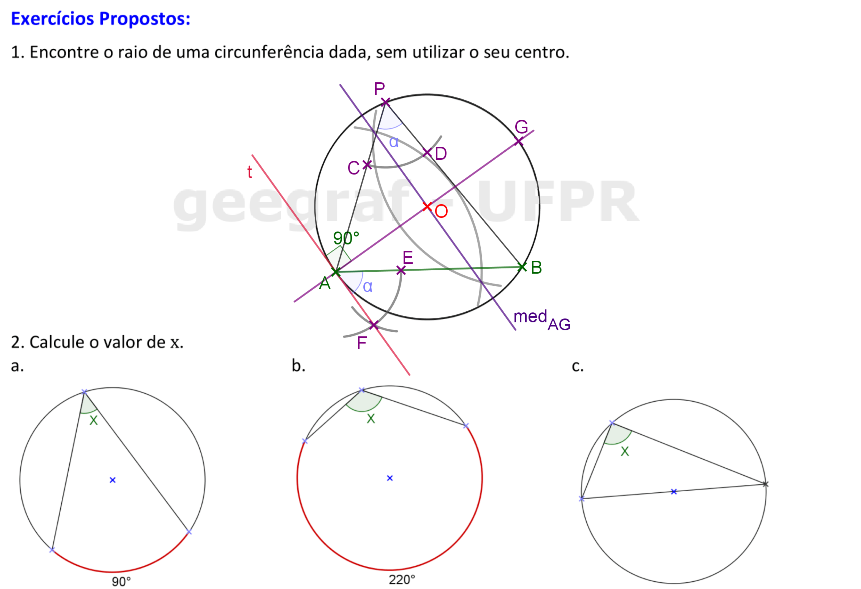 Exercícios Propostos:
1. Encontre o raio de uma circunferência dada, sem utilizar o seu centro.
P
G
α
D
C
t
geegraf - UFPR
O
90°
E
B
A
α
med AG
F
2. Calcule o valor de x.
a.
b.
c.
X
X
X
90°
220°